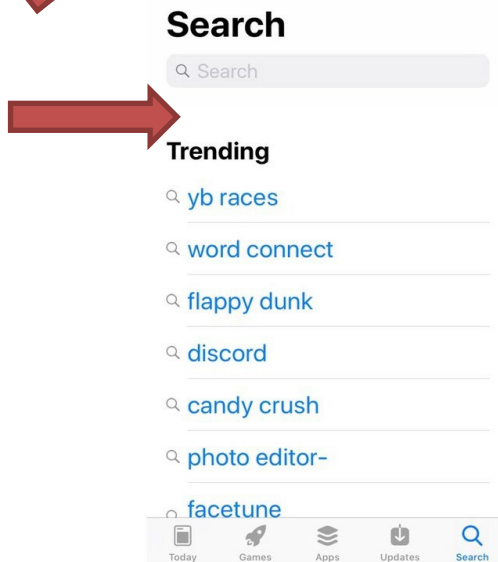 Search
Search
Trending
yb races
word connect
flappy dunk
discord
candy crush
photo editor-
facetune
Today Games Apps Updates Search